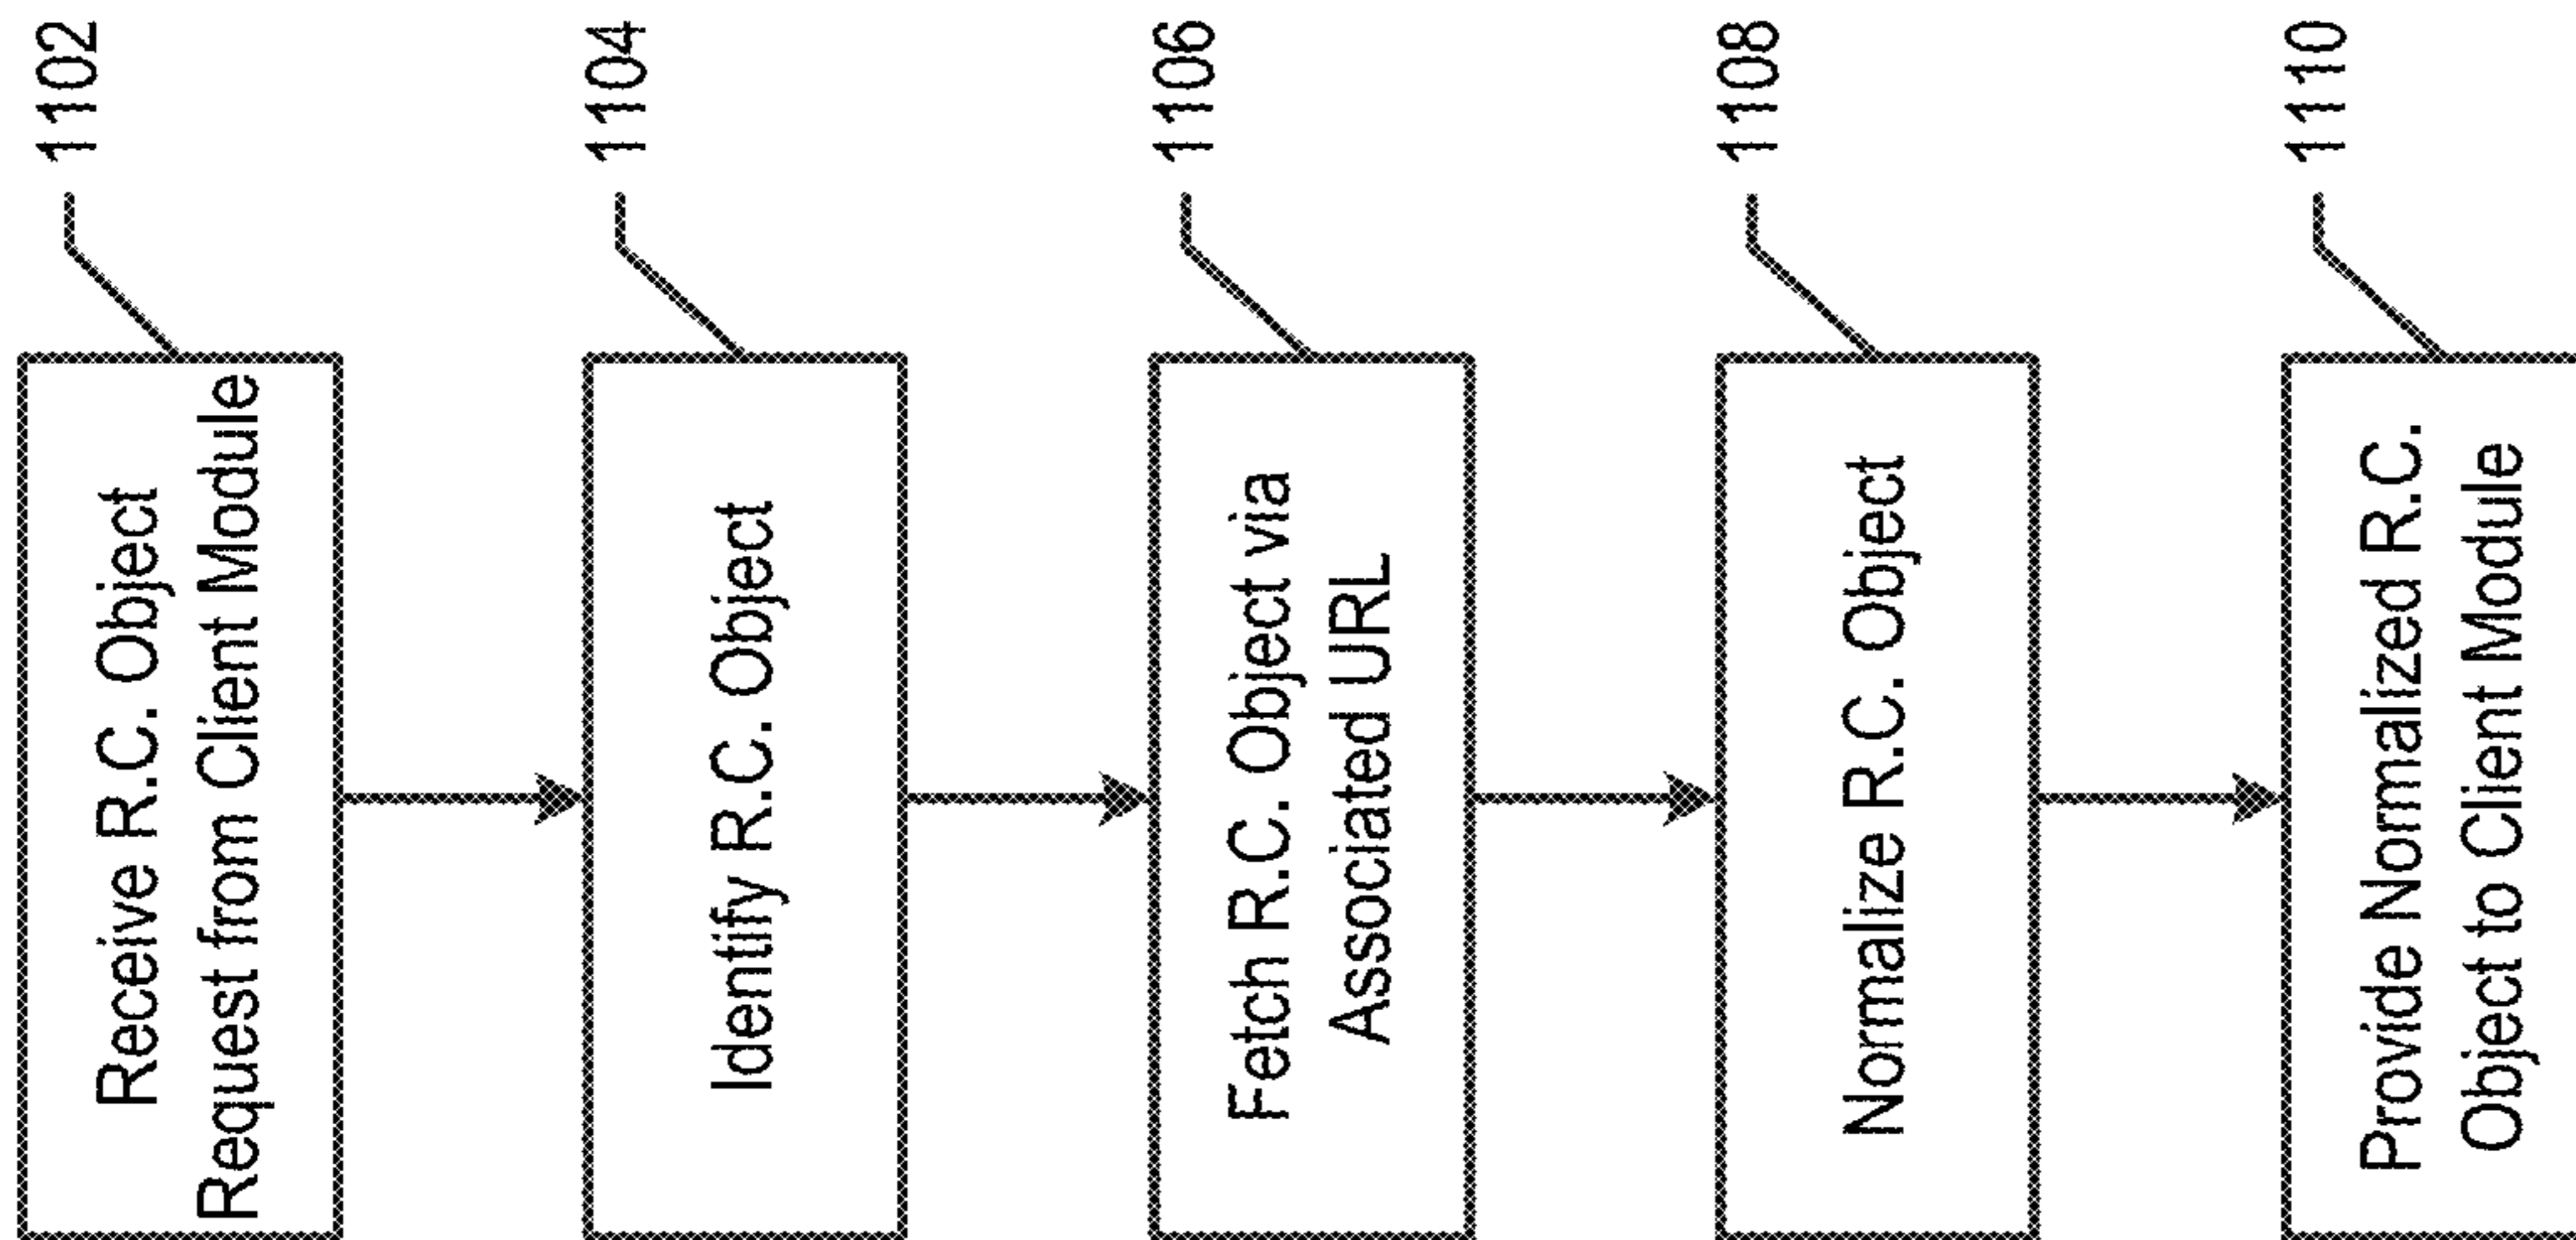 1102
Receive R.C. Object
Request from Client Module
1104
Identify R.C. Object
1106
Fetch R.C. Object via
Associated URL
1108
Normalize R.C. Object
1110
Provide Normalized R.C.
Object to Client Module